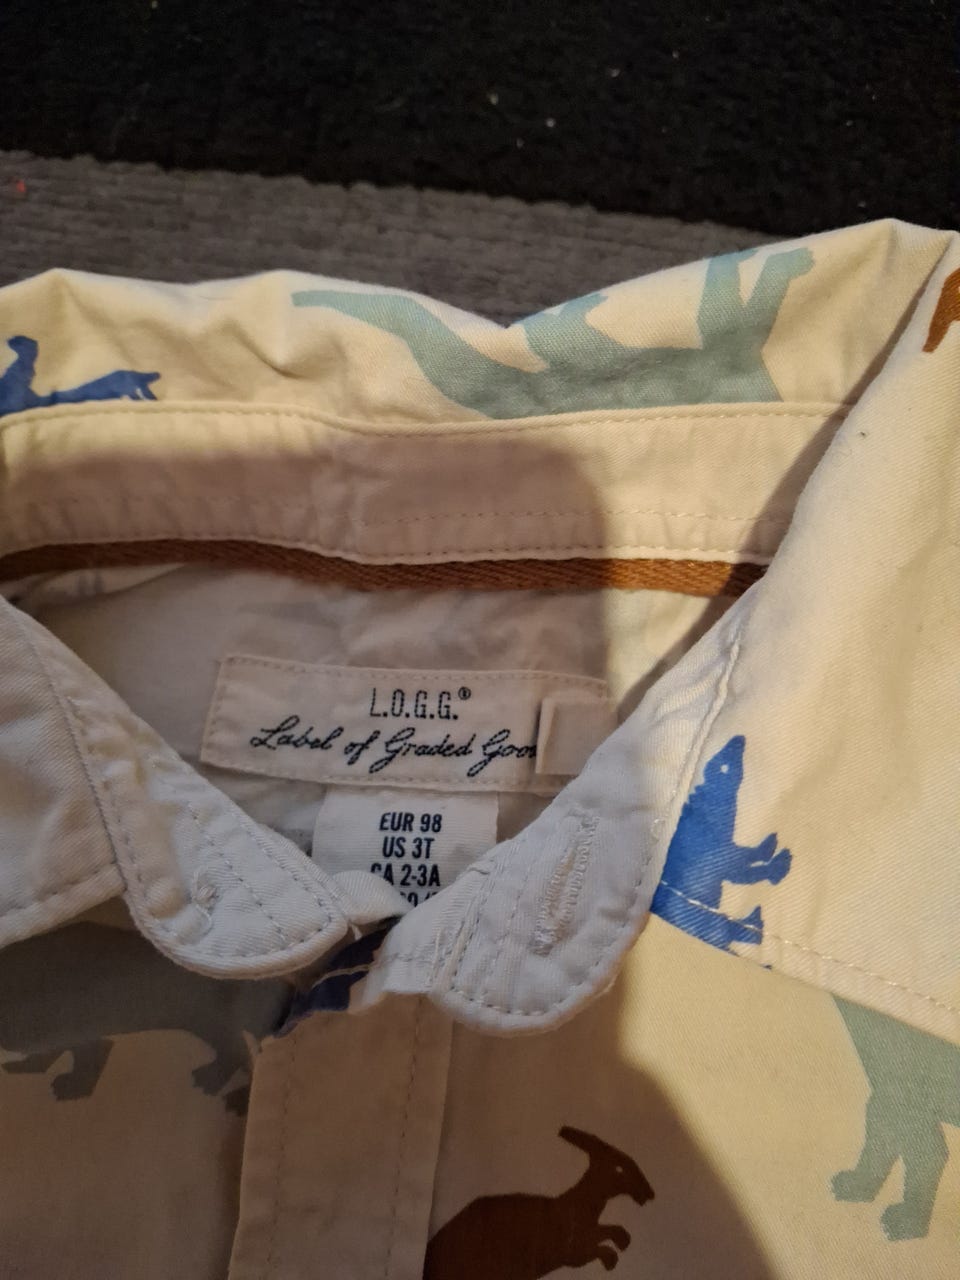 L.O.G.G.®
Label of Graded Goo
EUR 98
US 3T
CA 2-3A